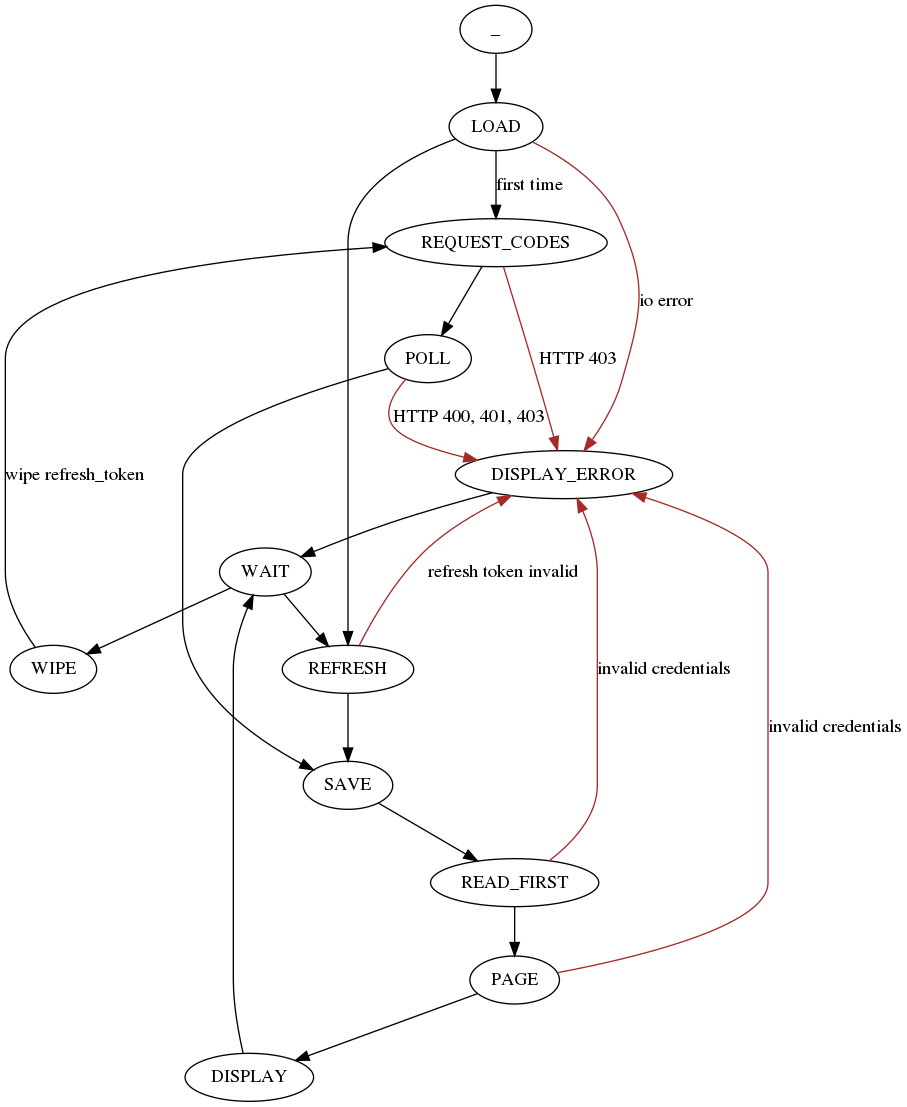 _
LOAD
first time
REQUEST_CODES
io error
POLL
HTTP 403
HTTP 400, 401, 403
DISPLAY_ERROR
wipe refresh_token
WAIT
refresh token invalid
WIPE
REFRESH
invalid credentials
invalid credentials
SAVE
READ_FIRST
PAGE
DISPLAY